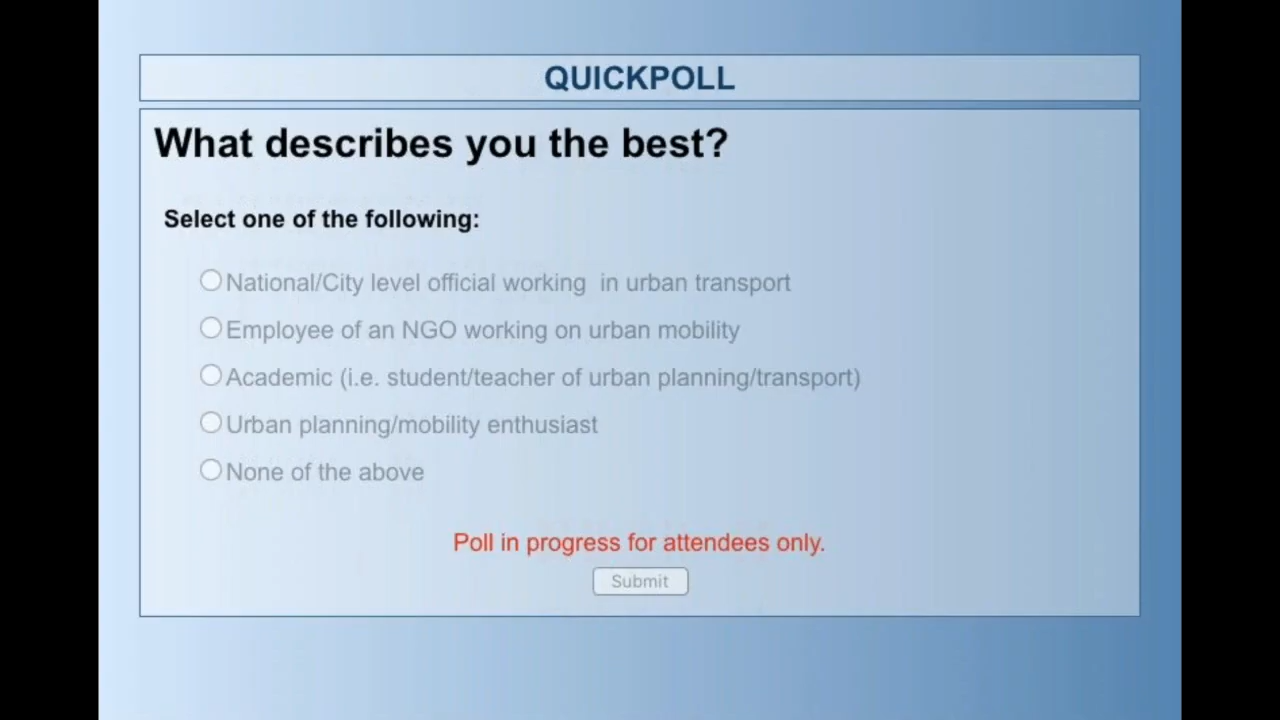 QUICKPOLL
What describes you the best?
Select one of the following:
National/City level official working  in urban transport
Employee of an NGO working on urban mobility
Academic (i.e. student/teacher of urban planning/transport)
Urban planning/mobility enthusiast
None of the above
Poll in progress for attendees only.
Submit